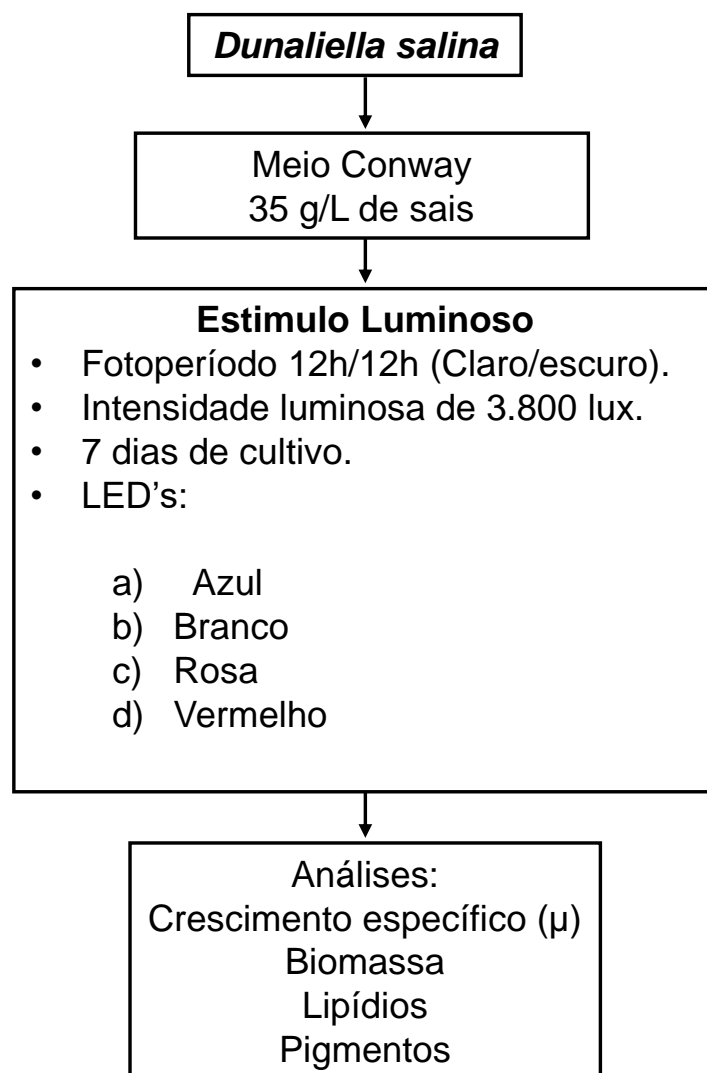 Dunaliella salina
Meio Conway
35 g/L de sais
Estimulo Luminoso
• Fotoperíodo 12h/12h (Claro/escuro).
• Intensidade luminosa de 3.800 lux.
• 7 dias de cultivo.
• LED’s:
a) Azul
b) Branco
c) Rosa
d) Vermelho
Análises:
Crescimento específico (μ)
Biomassa
Lipídios
Pigmentos